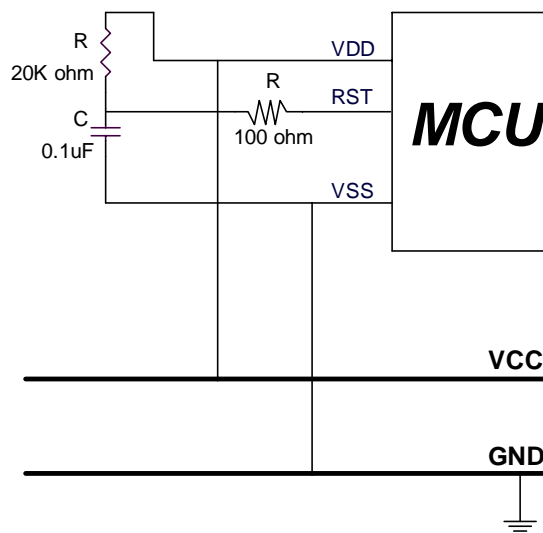 R
20K ohm
C
0.1uF
VDD
R
RST
100 ohm
VSS
MCU
VCC
GND